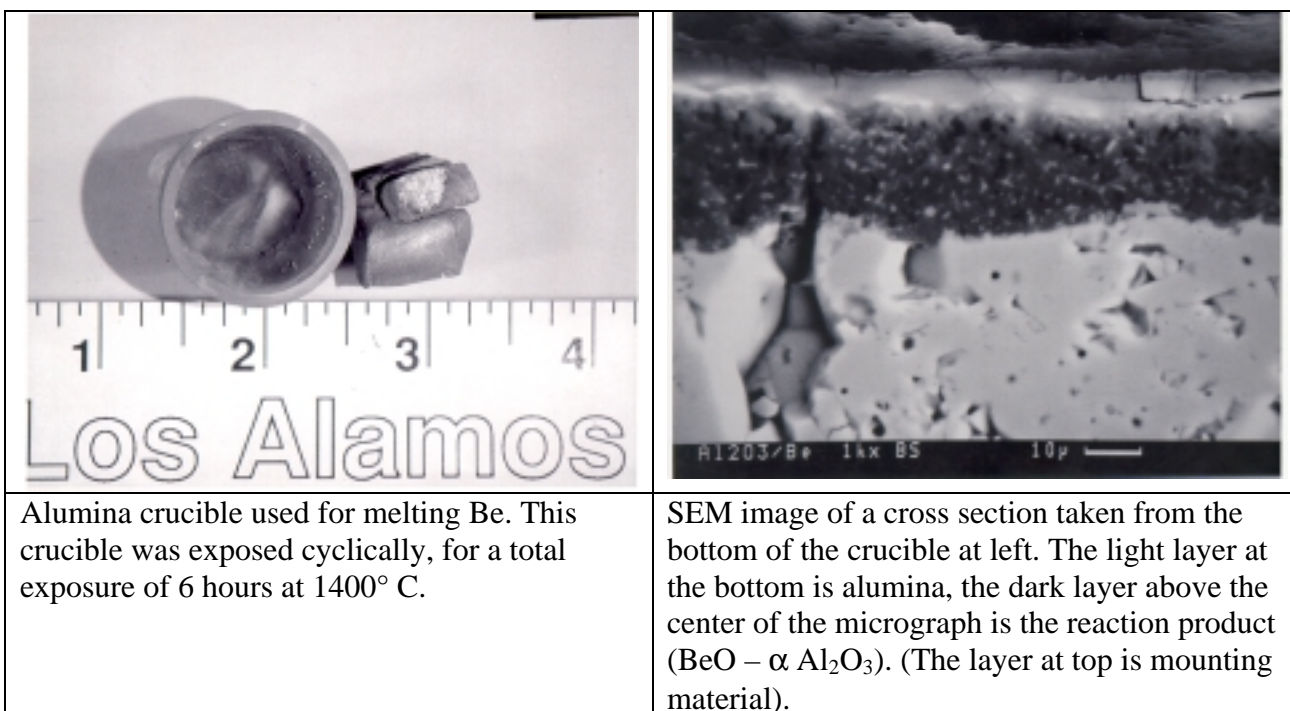 1 2 3 4
Los Alamos
Al2O3/Be 1kx BS 10μ
Alumina crucible used for melting Be. This
crucible was exposed cyclically, for a total
exposure of 6 hours at 1400° C.
SEM image of a cross section taken from the
bottom of the crucible at left. The light layer at
the bottom is alumina, the dark layer above the
center of the micrograph is the reaction product
(BeO – α Al₂O₃). (The layer at top is mounting
material).